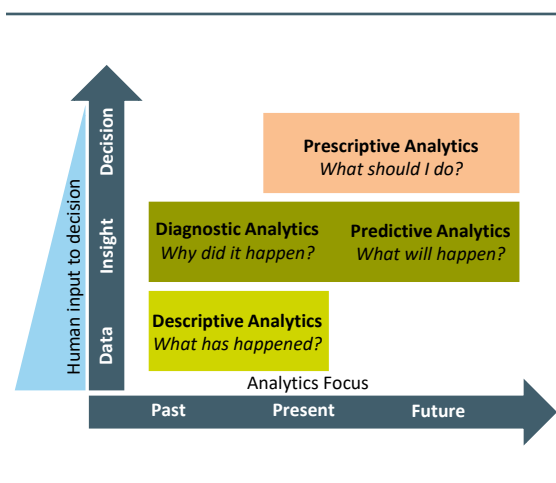 Human input to decision
Decision
Insight
Data
Prescriptive Analytics
What should I do?
Diagnostic Analytics
Why did it happen?
Predictive Analytics
What will happen?
Descriptive Analytics
What has happened?
Analytics Focus
Past
Present
Future